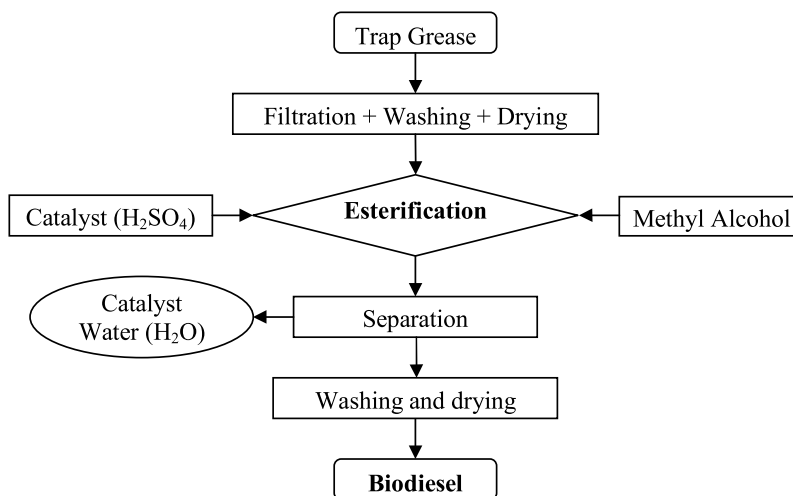 Trap Grease
Filtration + Washing + Drying
Esterification
Catalyst (H₂SO₄)
Methyl Alcohol
Catalyst
Water (H₂O)
Separation
Washing and drying
Biodiesel